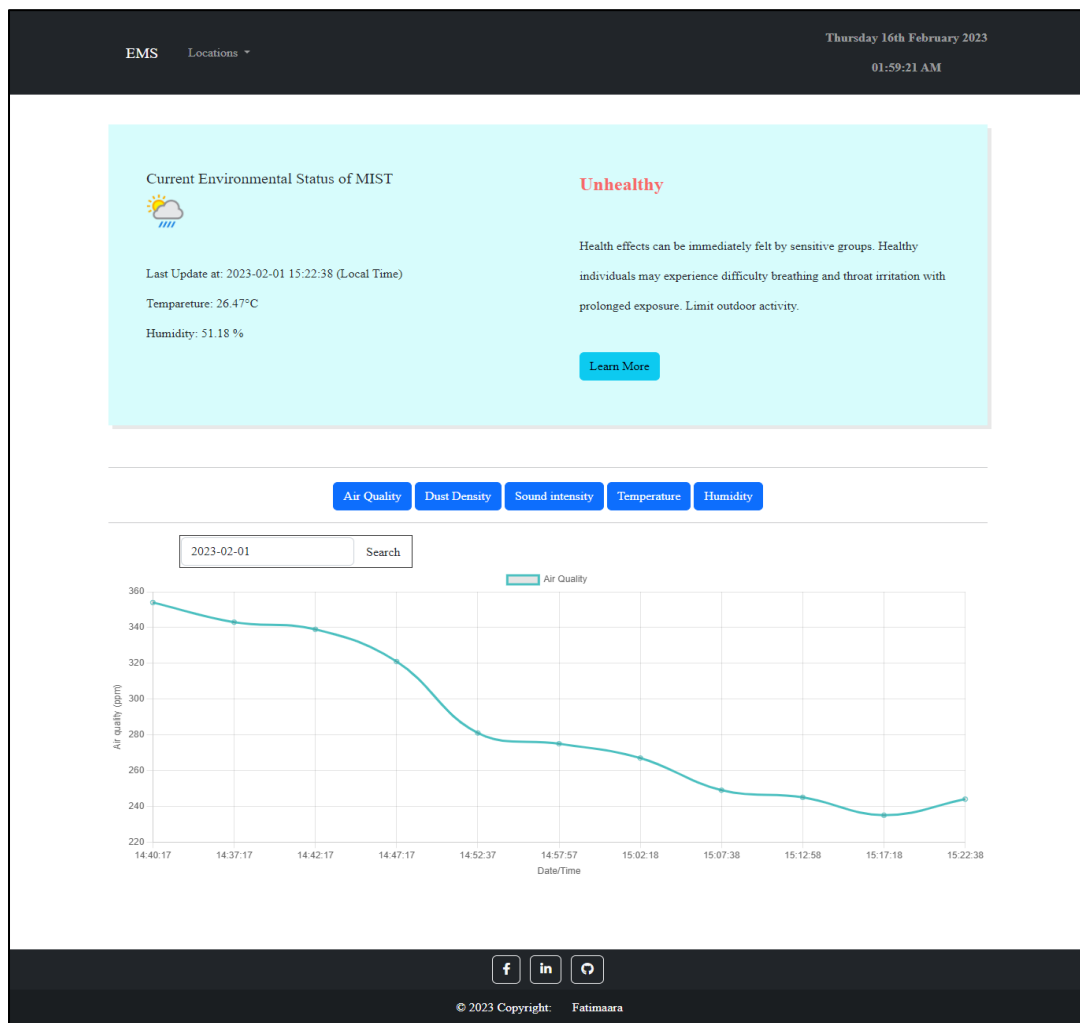 EMS
Locations
Thursday 16th February 2023
01:59:21 AM
Current Environmental Status of MIST
Last Update at: 2023-02-01 15:22:38 (Local Time)
Tempareture: 26.47°C
Humidity: 51.18 %
Unhealthy
Health effects can be immediately felt by sensitive groups. Healthy
individuals may experience difficulty breathing and throat irritation with
prolonged exposure. Limit outdoor activity.
Learn More
Air Quality
Dust Density
Sound intensity
Temperature
Humidity
2023-02-01
Search
Air Quality
Air quality (ppm)
360
340
320
300
280
260
240
220
14:40:17
14:37:17
14:42:17
14:47:17
14:52:37
14:57:57
15:02:18
15:07:38
15:12:58
15:17:18
15:22:38
Date/Time
f
in
© 2023 Copyright: Fatimaara